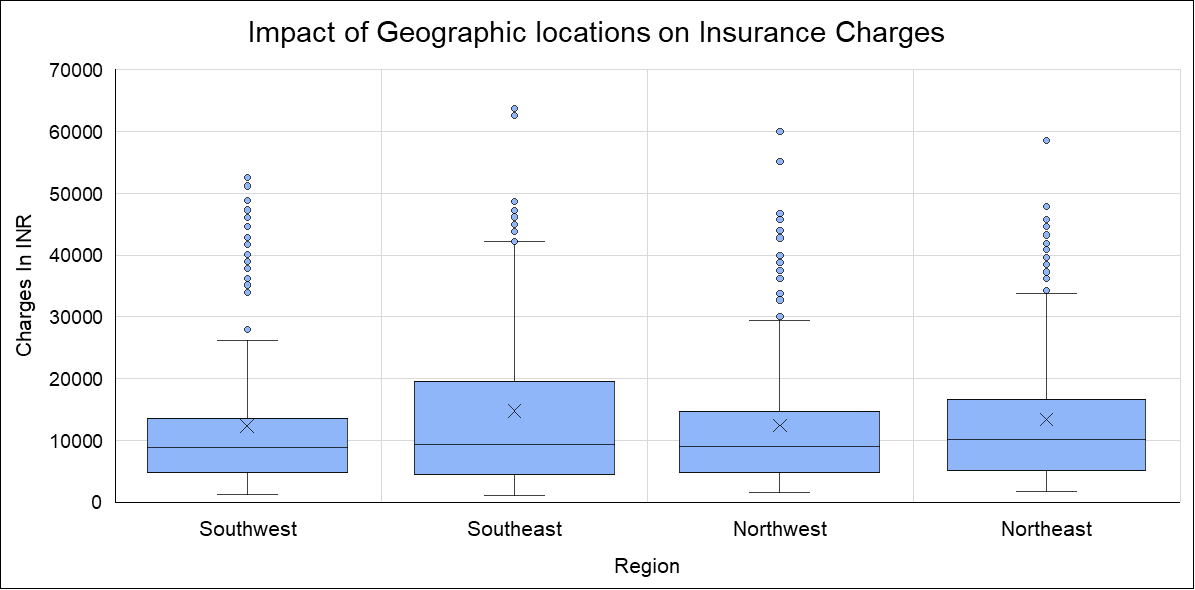 Impact of Geographic locations on Insurance Charges
70000
60000
50000
40000
30000
20000
10000
0
Charges In INR
Southwest
Southeast
Northwest
Northeast
Region